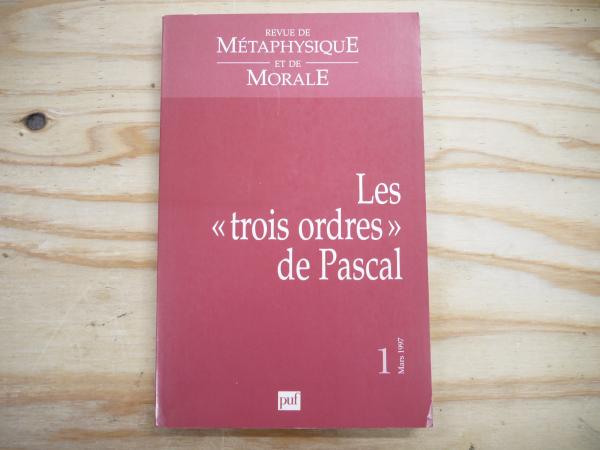 REVUE DE
MÉTAPHYSIQUE
ET DE
MORALE
Les
« trois ordres »
de Pascal
1 Mars 1997
puf